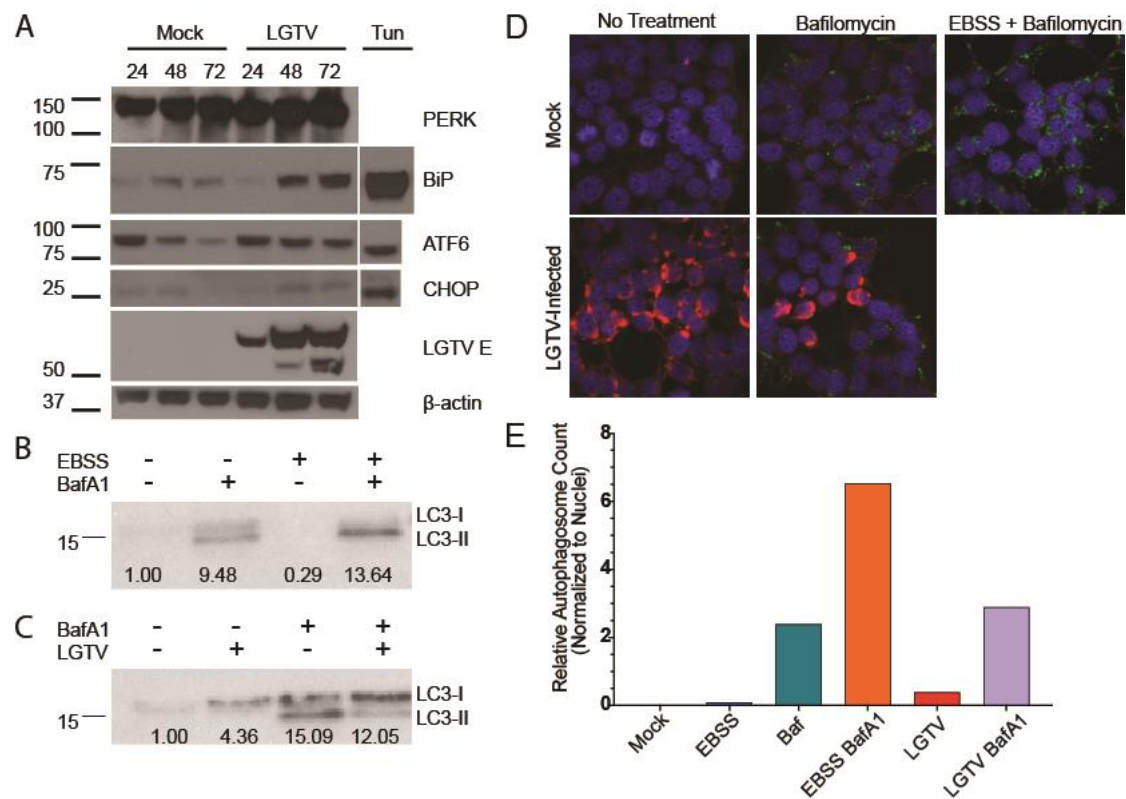 A
Mock LGTV Tun
24 48 72 24 48 72
150
100
PERK
75
BiP
100
75
ATF6
25
CHOP
50
LGTV E
37
β-actin
B
EBSS - - + +
BafA1 - + - +
LC3-I
15
LC3-II
1.00 9.48 0.29 13.64
C
BafA1 - - + +
LGTV - + - +
LC3-I
15
LC3-II
1.00 4.36 15.09 12.05
D
No Treatment Bafilomycin EBSS + Bafilomycin
Mock
LGTV-Infected
E
Relative Autophagosome Count
(Normalized to Nuclei)
8
6
4
2
0
Mock EBSS Baf EBSS BafA1 LGTV LGTV BafA1